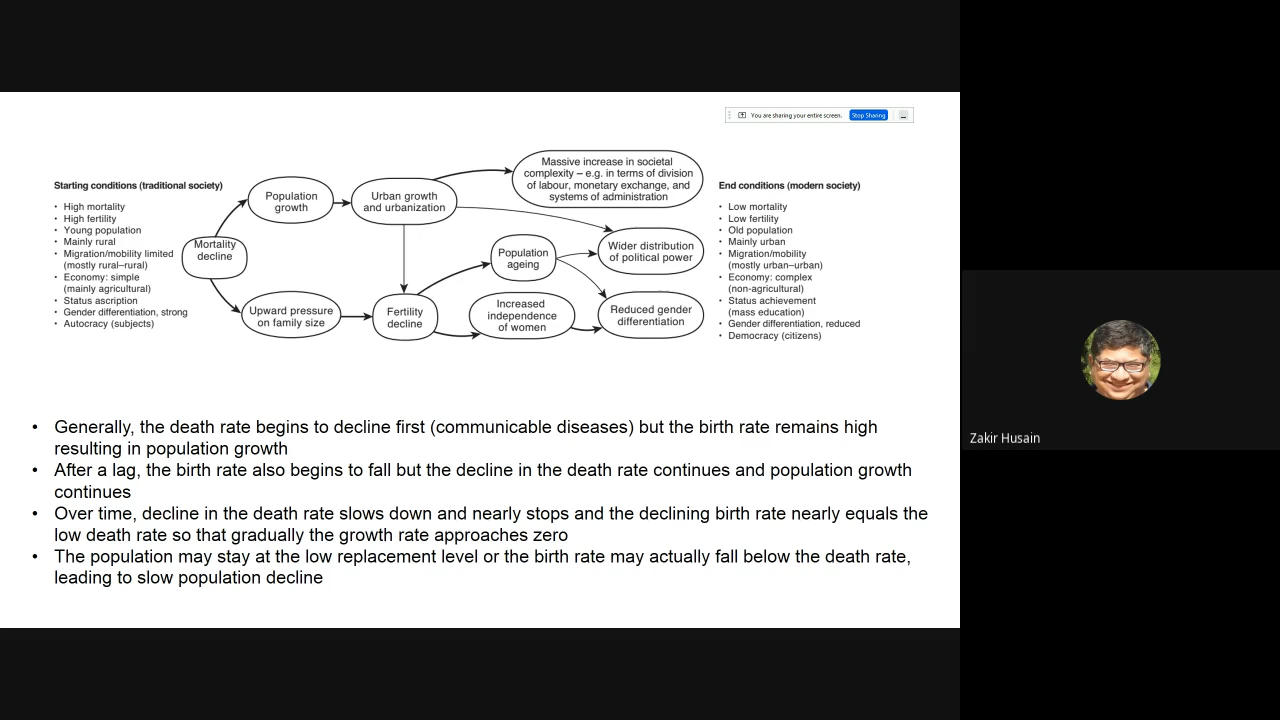 You are sharing your entire screen.
Stop Sharing
Starting conditions (traditional society)
• High mortality
• High fertility
• Young population
• Mainly rural
• Migration/mobility limited
(mostly rural–rural)
• Economy: simple
(mainly agricultural)
• Status ascription
• Gender differentiation, strong
• Autocracy (subjects)
Mortality
decline
Population
growth
Upward pressure
on family size
Urban growth
and urbanization
Fertility
decline
Massive increase in societal
complexity – e.g. in terms of division
of labour, monetary exchange, and
systems of administration
Population
ageing
Increased
independence
of women
Wider distribution
of political power
Reduced gender
differentiation
End conditions (modern society)
• Low mortality
• Low fertility
• Old population
• Mainly urban
• Migration/mobility
(mostly urban–urban)
• Economy: complex
(non-agricultural)
• Status achievement
(mass education)
• Gender differentiation, reduced
• Democracy (citizens)
• Generally, the death rate begins to decline first (communicable diseases) but the birth rate remains high
resulting in population growth
• After a lag, the birth rate also begins to fall but the decline in the death rate continues and population growth
continues
• Over time, decline in the death rate slows down and nearly stops and the declining birth rate nearly equals the
low death rate so that gradually the growth rate approaches zero
• The population may stay at the low replacement level or the birth rate may actually fall below the death rate,
leading to slow population decline
Zakir Husain